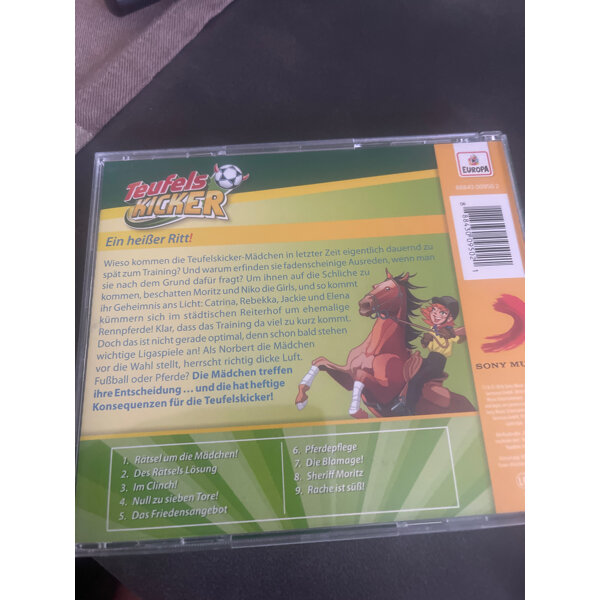 EUROPA
Teufels
KICKER
Ein heißer Ritt!
Wieso kommen die Teufelskicker-Mädchen in letzter Zeit eigentlich dauernd zu
spät zum Training? Und warum erfinden sie fadenscheinige Ausreden, wenn man
sie nach dem Grund dafür fragt? Um ihnen auf die Schliche zu
kommen, beschatten Moritz und Niko die Girls, und so kommt
ihr Geheimnis ans Licht: Catrina, Rebekka, Jackie und Elena
kümmern sich im städtischen Reiterhof um ehemalige
Rennpferde! Klar, dass das Training da viel zu kurz kommt.
Doch das ist nicht gerade optimal, denn schon bald stehen
wichtige Ligaspiele an! Als Norbert die Mädchen
vor die Wahl stellt, herrscht richtig dicke Luft.
Fußball oder Pferde? Die Mädchen treffen
ihre Entscheidung ... und die hat heftige
Konsequenzen für die Teufelskicker!
SONY MU
1. Rätsel um die Mädchen!
2. Des Rätsels Lösung
3. Im Clinch!
4. Null zu sieben Tore!
5. Das Friedensangebot
6. Pferdepflege
7. Die Blamage!
8. Sheriff Moritz
9. Rache ist süß!